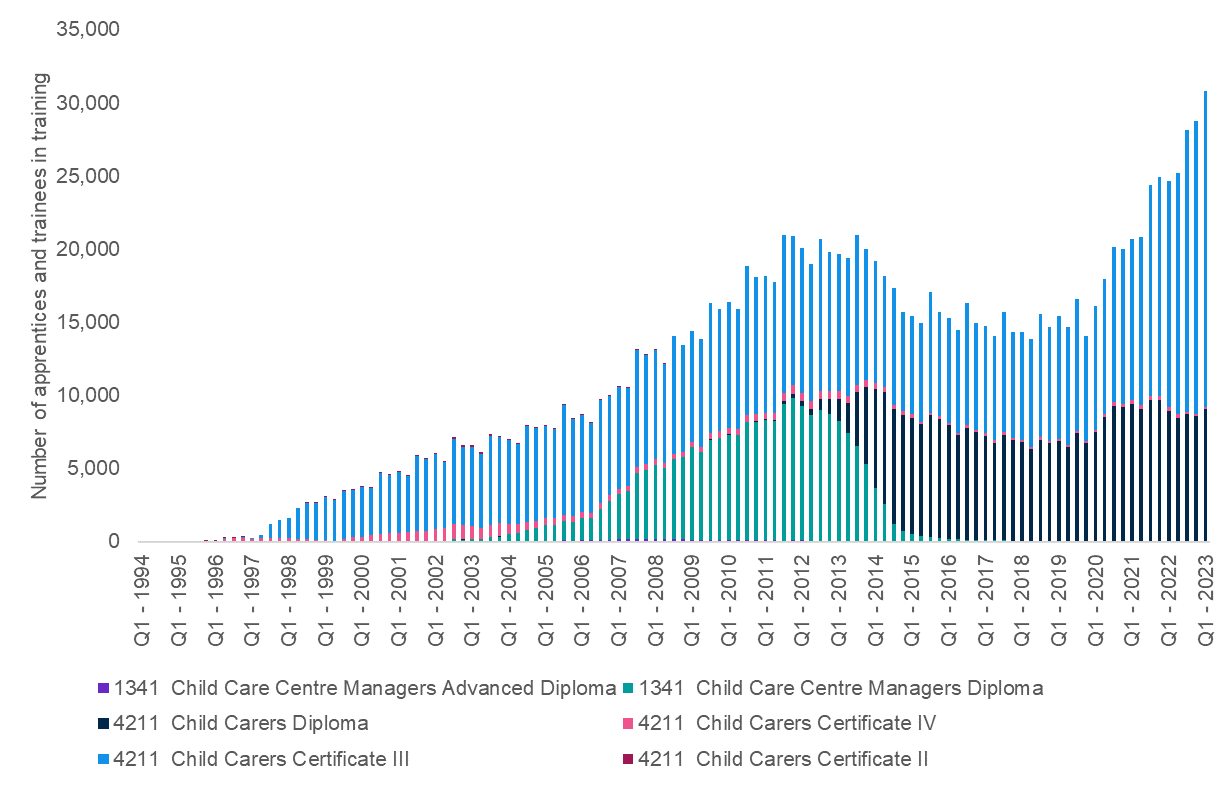 35,000
30,000
25,000
20,000
15,000
10,000
5,000
0
Number of apprentices and trainees in training
Q1 - 1994
Q1 - 1995
Q1 - 1996
Q1 - 1997
Q1 - 1998
Q1 - 1999
Q1 - 2000
Q1 - 2001
Q1 - 2002
Q1 - 2003
Q1 - 2004
Q1 - 2005
Q1 - 2006
Q1 - 2007
Q1 - 2008
Q1 - 2009
Q1 - 2010
Q1 - 2011
Q1 - 2012
Q1 - 2013
Q1 - 2014
Q1 - 2015
Q1 - 2016
Q1 - 2017
Q1 - 2018
Q1 - 2019
Q1 - 2020
Q1 - 2021
Q1 - 2022
Q1 - 2023
1341 Child Care Centre Managers Advanced Diploma
1341 Child Care Centre Managers Diploma
4211 Child Carers Diploma
4211 Child Carers Certificate IV
4211 Child Carers Certificate III
4211 Child Carers Certificate II